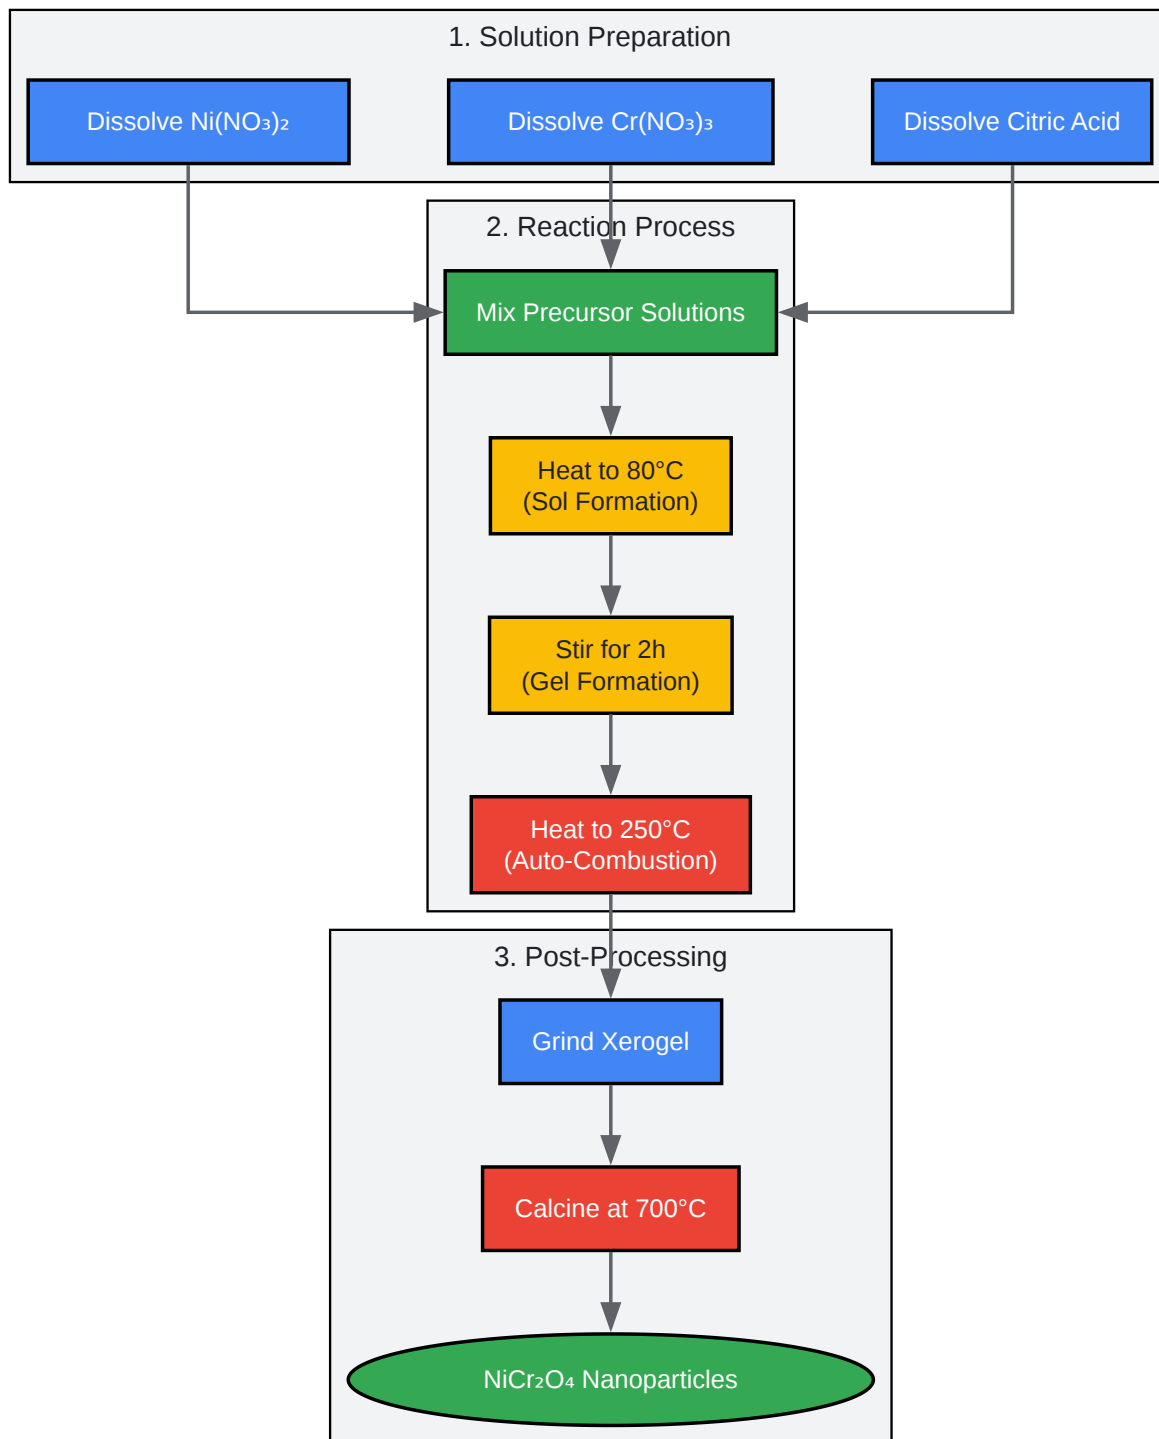 1. Solution Preparation
Dissolve Ni(NO₃)₂
Dissolve Cr(NO₃)₃
Dissolve Citric Acid
2. Reaction Process
Mix Precursor Solutions
Heat to 80°C
(Sol Formation)
Stir for 2h
(Gel Formation)
Heat to 250°C
(Auto-Combustion)
3. Post-Processing
Grind Xerogel
Calcine at 700°C
NiCr₂O₄ Nanoparticles